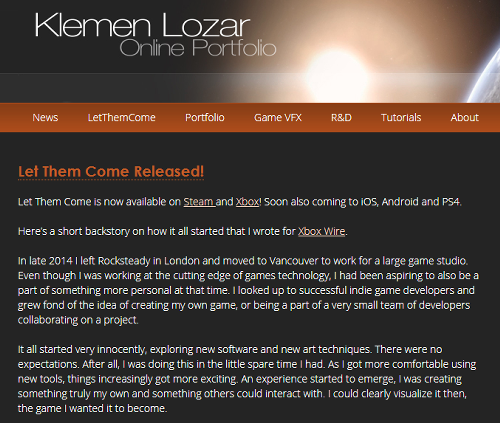 Klemen Lozar
Online Portfolio
News LetThemCome Portfolio Game VFX R&D Tutorials About
Let Them Come Released!
Let Them Come is now available on Steam and Xbox! Soon also coming to iOS, Android and PS4.
Here's a short backstory on how it all started that I wrote for Xbox Wire.
In late 2014 I left Rocksteady in London and moved to Vancouver to work for a large game studio.
Even though I was working at the cutting edge of games technology, I had been aspiring to also be a
part of something more personal at that time. I looked up to successful indie game developers and
grew fond of the idea of creating my own game, or being a part of a very small team of developers
collaborating on a project.
It all started very innocently, exploring new software and new art techniques. There were no
expectations. After all, I was doing this in the little spare time I had. As I got more comfortable using
new tools, things increasingly got more exciting. An experience started to emerge, I was creating
something truly my own and something others could interact with. I could clearly visualize it then,
the game I wanted it to become.